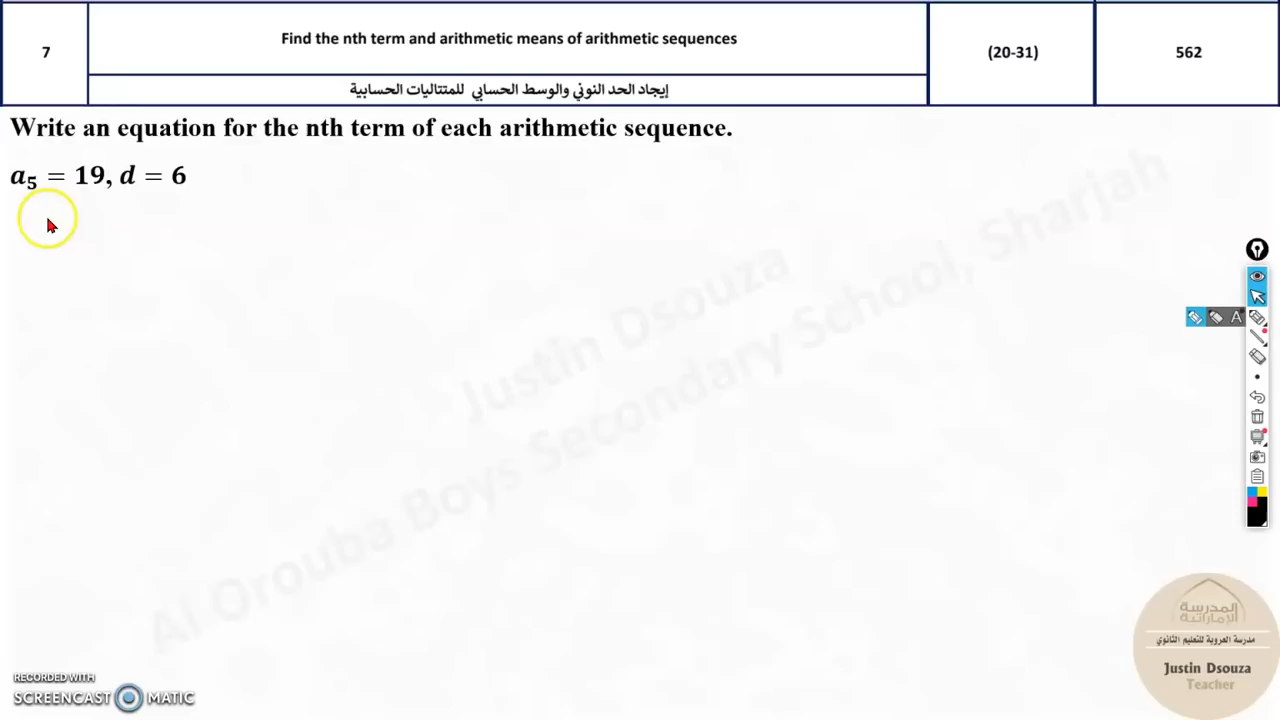 7
Find the nth term and arithmetic means of arithmetic sequences
(20-31)
562
إيجاد الحد النوني والوسط الحسابي للمتتاليات الحسابية
Write an equation for the nth term of each arithmetic sequence.
a₅ = 19, d = 6
Justin Dsouza
Al Orouba Boys Secondary School, Sharjah
A
المدرسة
الإماراتية
مدرسة العروبة للتعليم الثانوي
Justin Dsouza
Teacher
RECORDED WITH
SCREENCAST MATIC